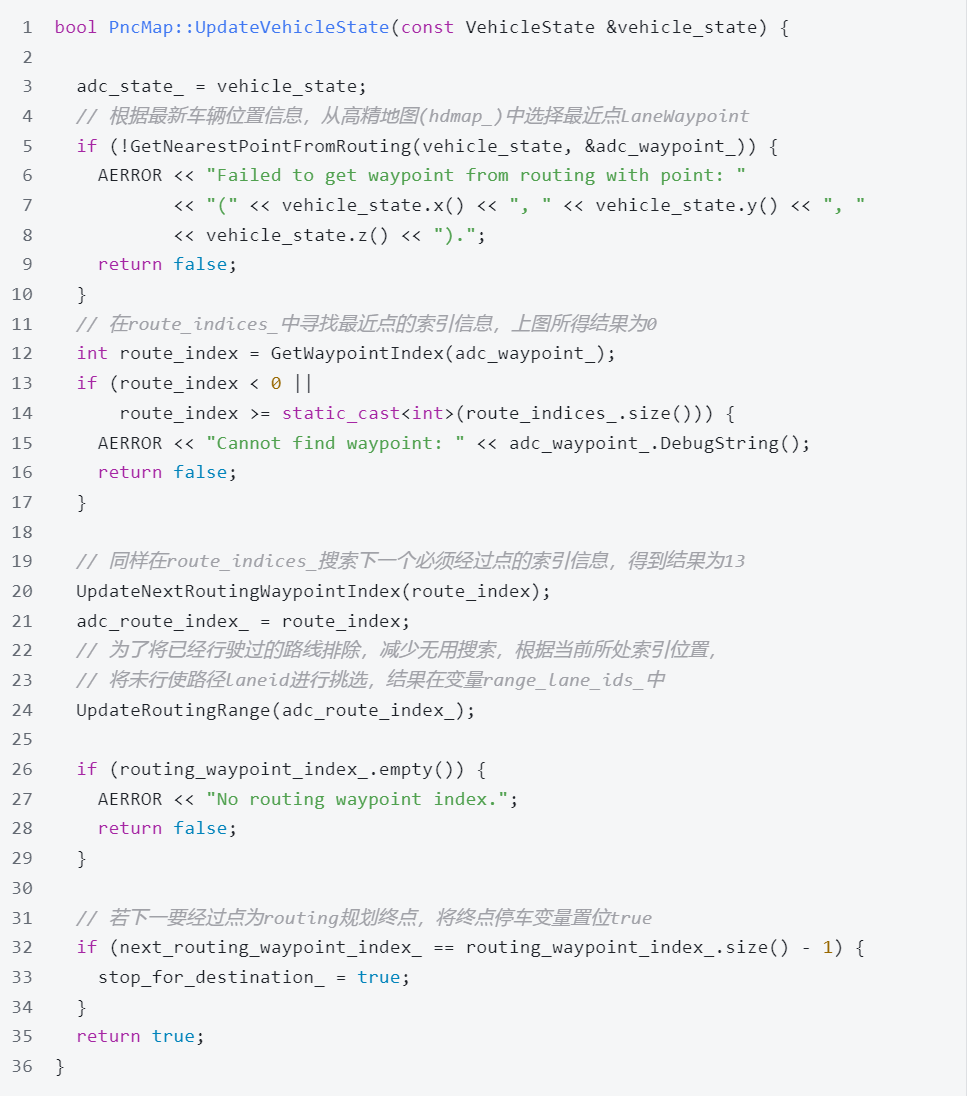 1 bool PncMap::UpdateVehicleState(const VehicleState &vehicle_state) {
2
3   adc_state_ = vehicle_state;
4   // 根据最新车辆位置信息，从高精地图(hdmap_)中选择最近点LaneWaypoint
5   if (!GetNearestPointFromRouting(vehicle_state, &adc_waypoint_)) {
6     AERROR << "Failed to get waypoint from routing with point: "
7            << "(" << vehicle_state.x() << ", " << vehicle_state.y() << ", "
8            << vehicle_state.z() << ").";
9     return false;
10   }
11   // 在route_indices_中寻找最近点的索引信息，上图所得结果为0
12   int route_index = GetWaypointIndex(adc_waypoint_);
13   if (route_index < 0 ||
14       route_index >= static_cast<int>(route_indices_.size())) {
15     AERROR << "Cannot find waypoint: " << adc_waypoint_.DebugString();
16     return false;
17   }
18
19   // 同样在route_indices_搜索下一个必须经过点的索引信息，得到结果为13
20   UpdateNextRoutingWaypointIndex(route_index);
21   adc_route_index_ = route_index;
22   // 为了将已经行驶过的路线排除，减少无用搜索，根据当前所处索引位置，
23   // 将未行使路径laneid进行挑选，结果在变量range_lane_ids_中
24   UpdateRoutingRange(adc_route_index_);
25
26   if (routing_waypoint_index_.empty()) {
27     AERROR << "No routing waypoint index.";
28     return false;
29   }
30
31   // 若下一要经过点为routing规划终点，将终点停车变量置位true
32   if (next_routing_waypoint_index_ == routing_waypoint_index_.size() - 1) {
33     stop_for_destination_ = true;
34   }
35   return true;
36 }